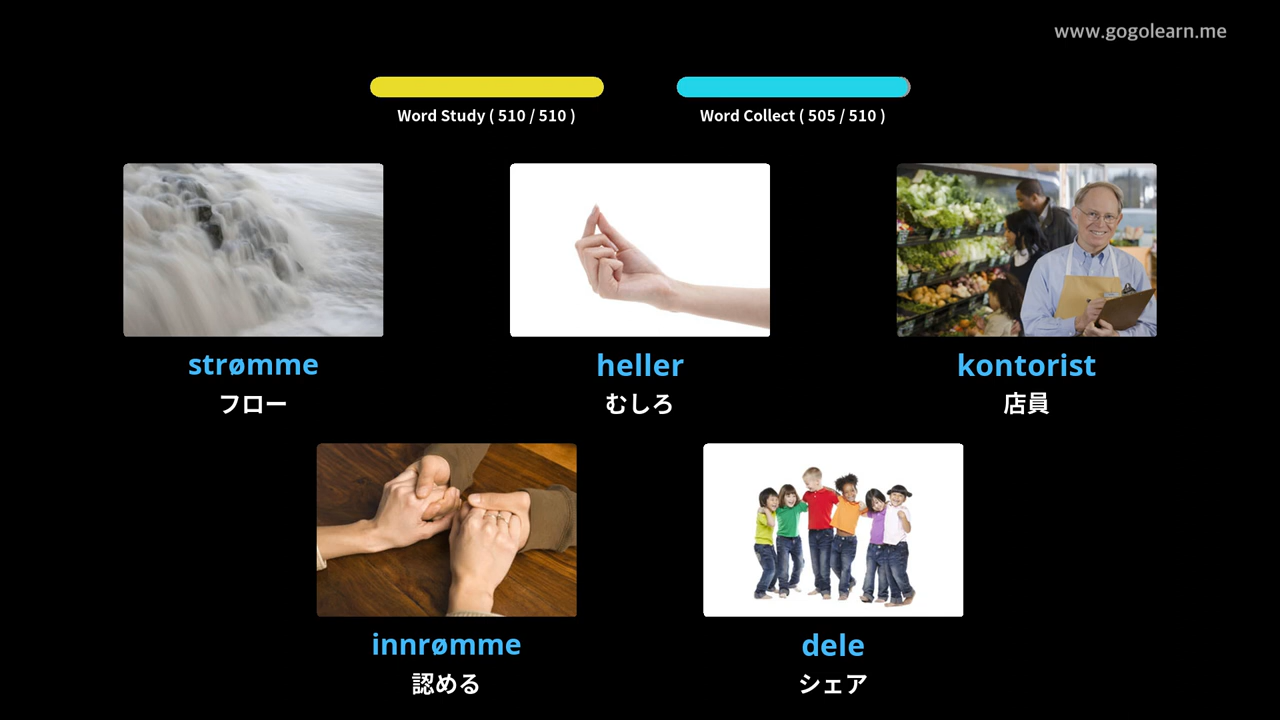 www.gogolearn.me
Word Study ( 510 / 510 )
Word Collect ( 505 / 510 )
strømme
フロー
heller
むしろ
kontorist
店員
innrømme
認める
dele
シェア